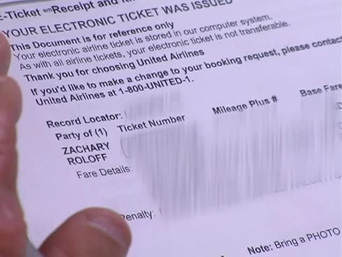 E-Ticket Receipt and
YOUR ELECTRONIC TICKET WAS ISSUED
This Document is for reference only
Your electronic airline ticket is stored in our computer system.
As with all airline tickets, your electronic ticket is not transferable.
Thank you for choosing United Airlines
If you'd like to make a change to your booking request, please contact
United Airlines at 1-800-UNITED-1.
Record Locator:
Party of (1) Ticket Number Mileage Plus # Base Fare
ZACHARY
ROLOFF
Fare Details:
Penalty:
Note: Bring a PHOTO